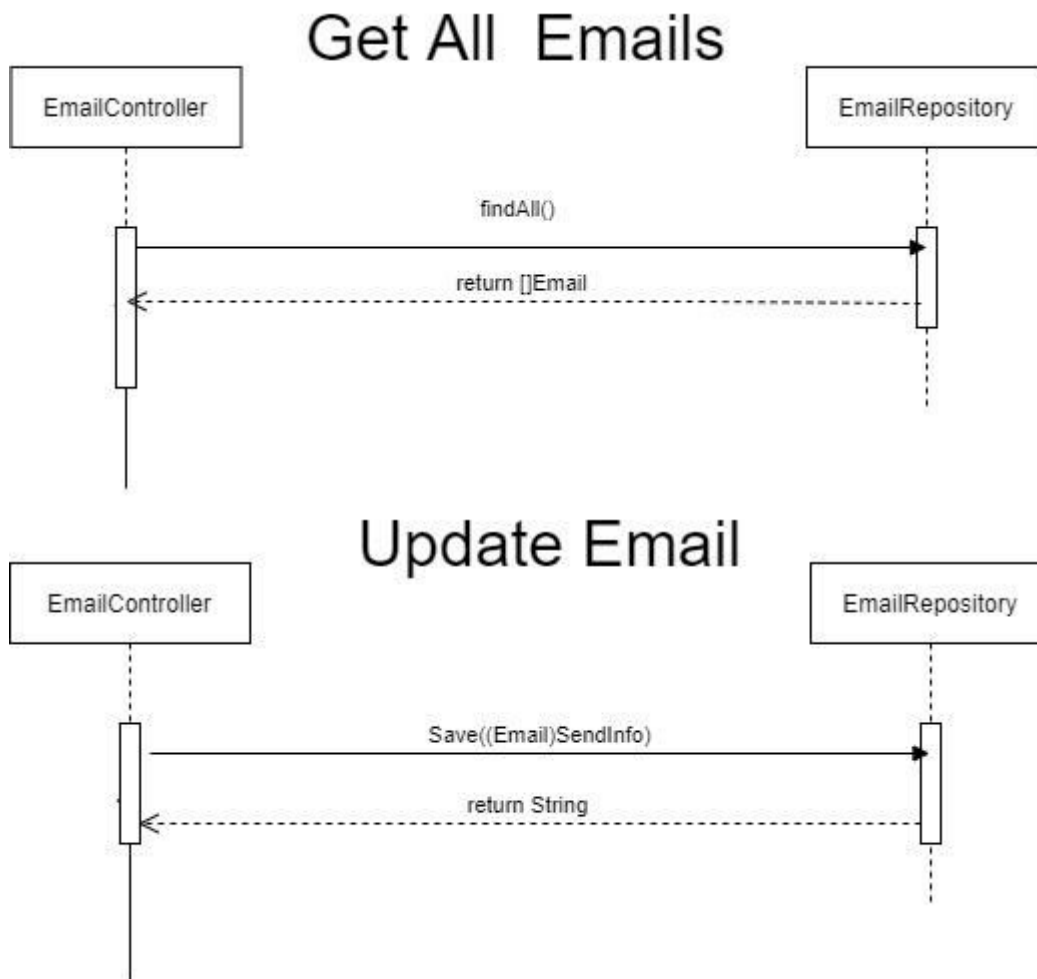 Get All Emails
EmailController
EmailRepository
findAll()
return []Email
Update Email
EmailController
EmailRepository
Save((Email)SendInfo)
return String